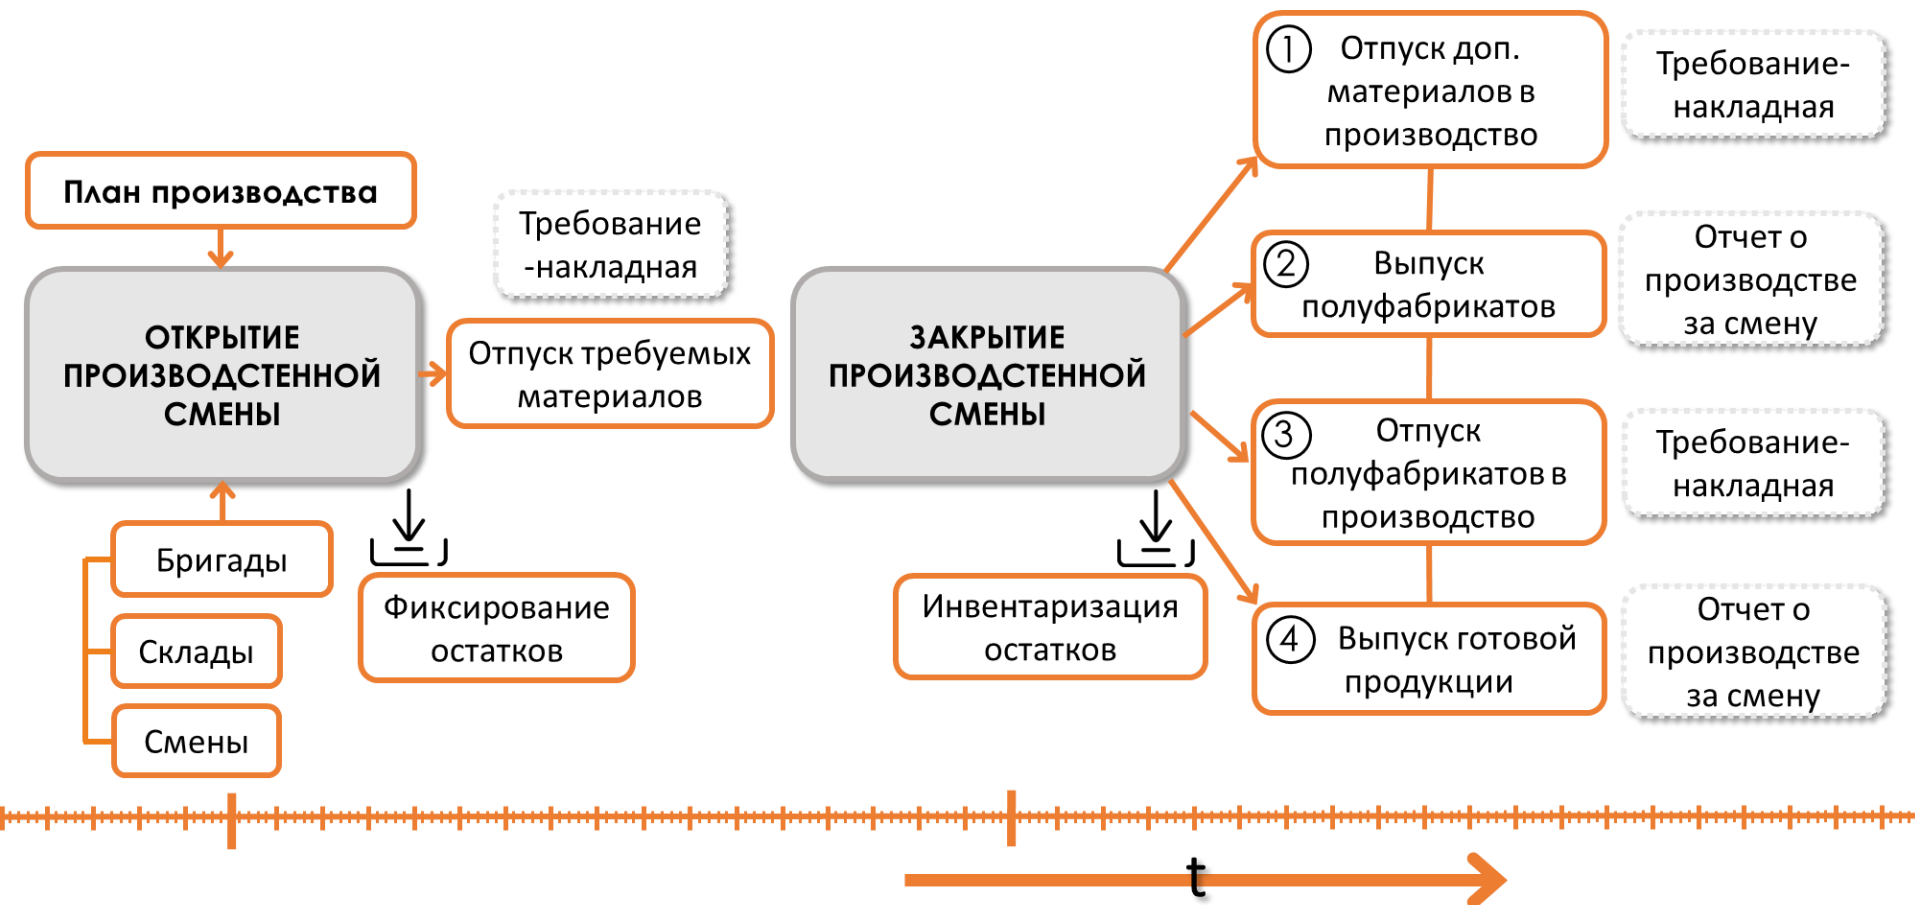 План производства
ОТКРЫТИЕ
ПРОИЗВОДСТЕННОЙ
СМЕНЫ
Бригады
Склады
Смены
Фиксирование
остатков
Требование
-накладная
Отпуск требуемых
материалов
ЗАКРЫТИЕ
ПРОИЗВОДСТЕННОЙ
СМЕНЫ
Инвентаризация
остатков
1 Отпуск доп.
материалов в
производство
Требование-
накладная
2 Выпуск
полуфабрикатов
Отчет о
производстве
за смену
3 Отпуск
полуфабрикатов в
производство
Требование-
накладная
4 Выпуск готовой
продукции
Отчет о
производстве
за смену
t